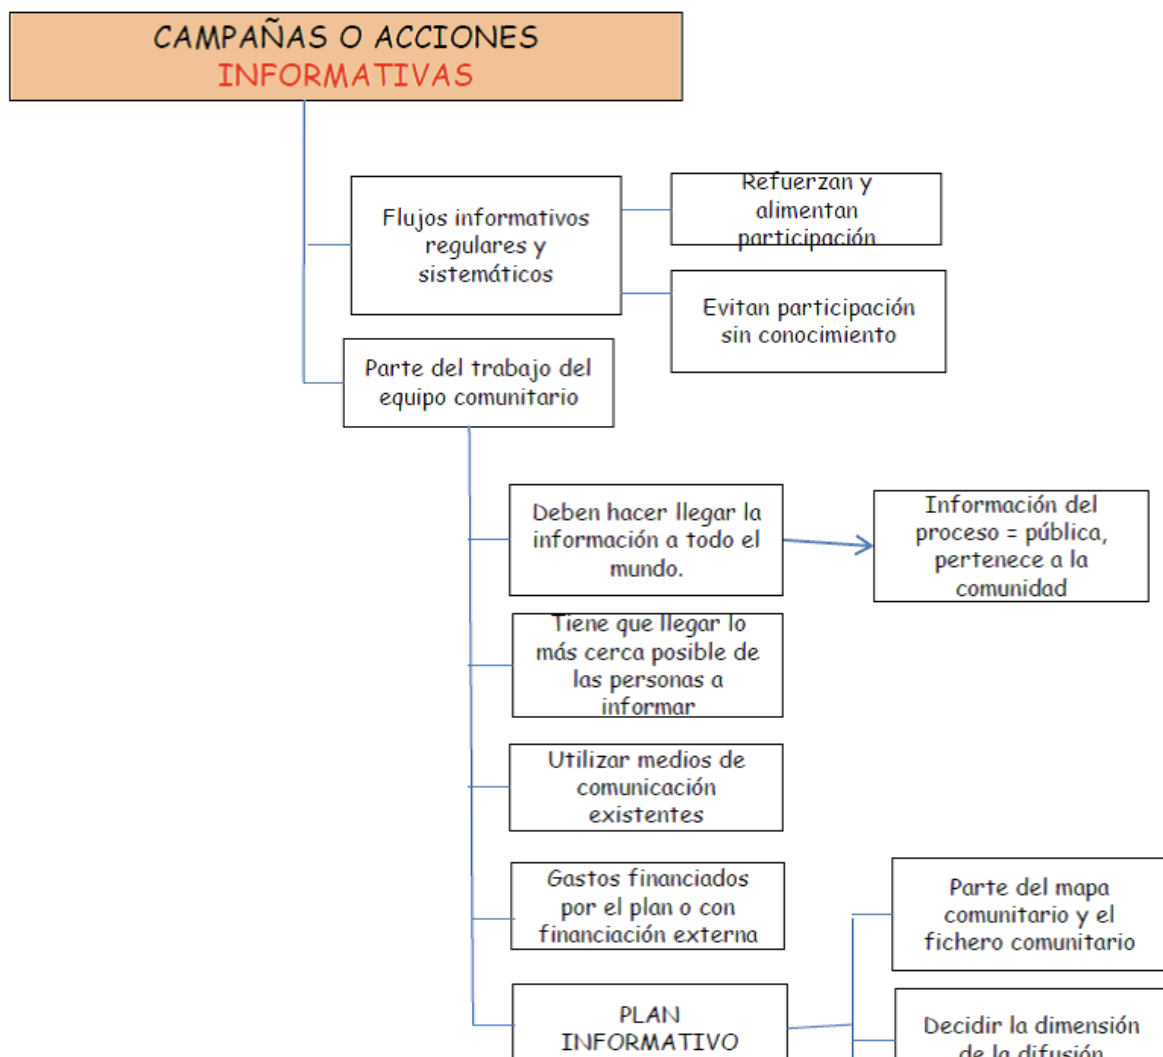 CAMPAÑAS O ACCIONES
INFORMATIVAS
Flujos informativos
regulares y
sistemáticos
Refuerzan y
alimentan
participación
Evitan participación
sin conocimiento
Parte del trabajo del
equipo comunitario
Deben hacer llegar la
información a todo el
mundo.
Información del
proceso = pública,
pertenece a la
comunidad
Tiene que llegar lo
más cerca posible de
las personas a
informar
Utilizar medios de
comunicación
existentes
Gastos financiados
por el plan o con
financiación externa
Parte del mapa
comunitario y el
fichero comunitario
PLAN
INFORMATIVO
Decidir la dimensión
de la difusión